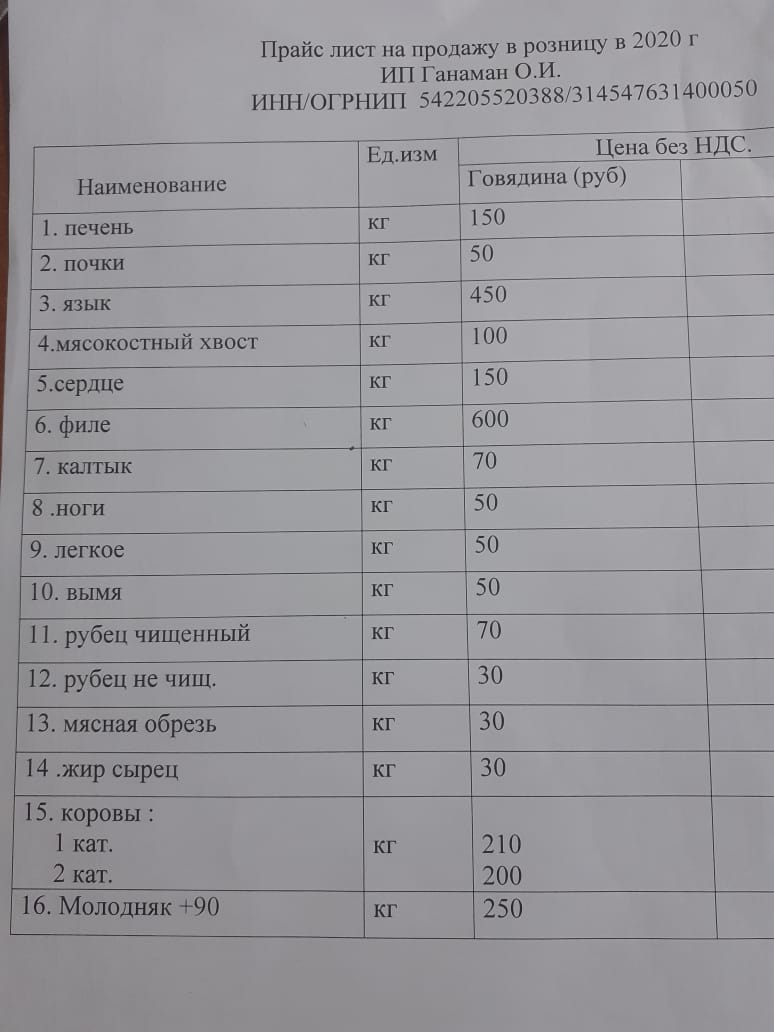 Прайс лист на продажу в розницу в 2020 г
ИП Ганаман О.И.
ИНН/ОГРНИП 542205520388/314547631400050
Наименование Ед.изм Цена без НДС.
Говядина (руб)
1. печень кг 150
2. почки кг 50
3. язык кг 450
4.мясокостный хвост кг 100
5.сердце кг 150
6. филе кг 600
7. калтык кг 70
8 .ноги кг 50
9. легкое кг 50
10. вымя кг 50
11. рубец чищенный кг 70
12. рубец не чищ. кг 30
13. мясная обрезь кг 30
14 .жир сырец кг 30
15. коровы :
1 кат. кг 210
2 кат. 200
16. Молодняк +90 кг 250